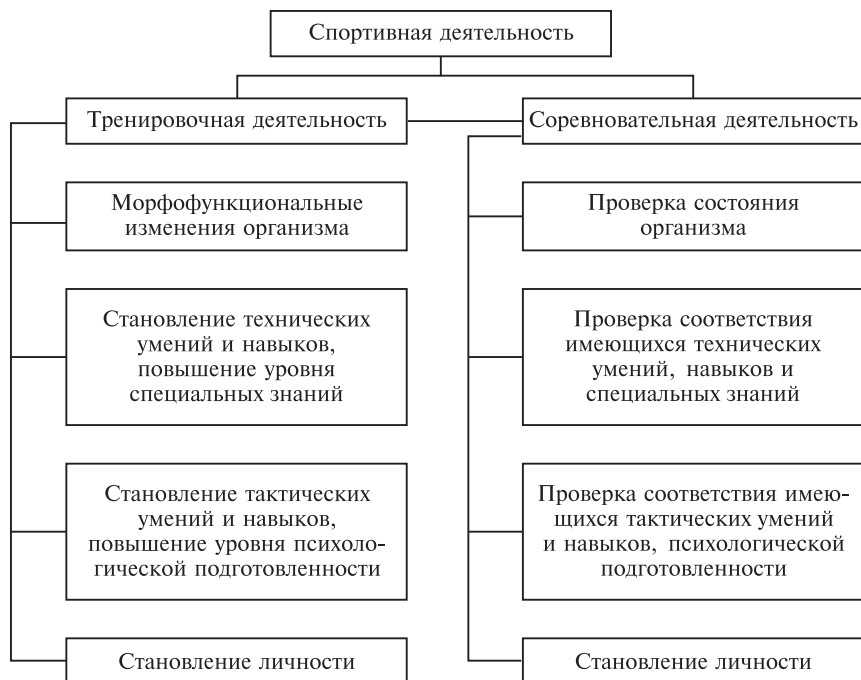 Спортивная деятельность
Тренировочная деятельность
Соревновательная деятельность
Морфофункциональные
изменения организма
Проверка состояния
организма
Становление технических
умений и навыков,
повышение уровня
специальных знаний
Проверка соответствия
имеющихся технических
умений, навыков и
специальных знаний
Становление тактических
умений и навыков,
повышение уровня психоло-
гической подготовленности
Проверка соответствия имею-
щихся тактических умений
и навыков, психологической
подготовленности
Становление личности
Становление личности